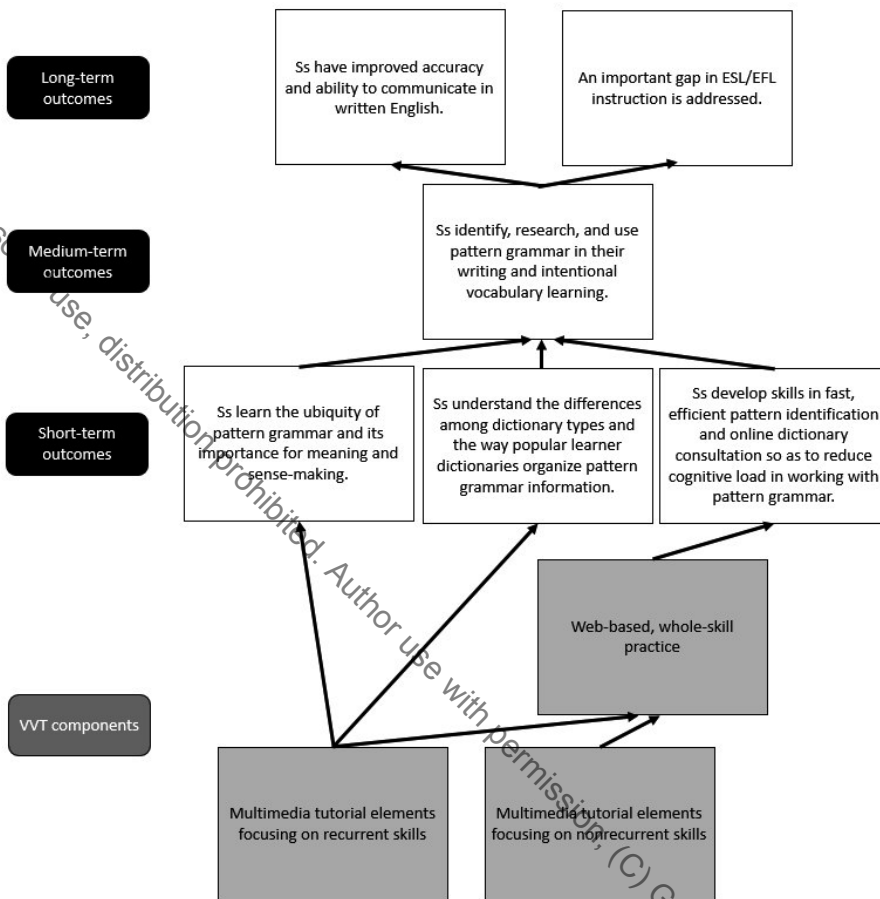 Long-term
outcomes
Ss have improved accuracy
and ability to communicate in
written English.
An important gap in ESL/EFL
instruction is addressed.
Medium-term
outcomes
Ss identify, research, and use
pattern grammar in their
writing and intentional
vocabulary learning.
Short-term
outcomes
Ss learn the ubiquity of
pattern grammar and its
importance for meaning and
sense-making.
Ss understand the differences
among dictionary types and
the way popular learner
dictionaries organize pattern
grammar information.
Ss develop skills in fast,
efficient pattern identification
and online dictionary
consultation so as to reduce
cognitive load in working with
pattern grammar.
Web-based, whole-skill
practice
VVT components
Multimedia tutorial elements
focusing on recurrent skills
Multimedia tutorial elements
focusing on nonrecurrent skills
use, distribution prohibited. Author use with permission, (C)